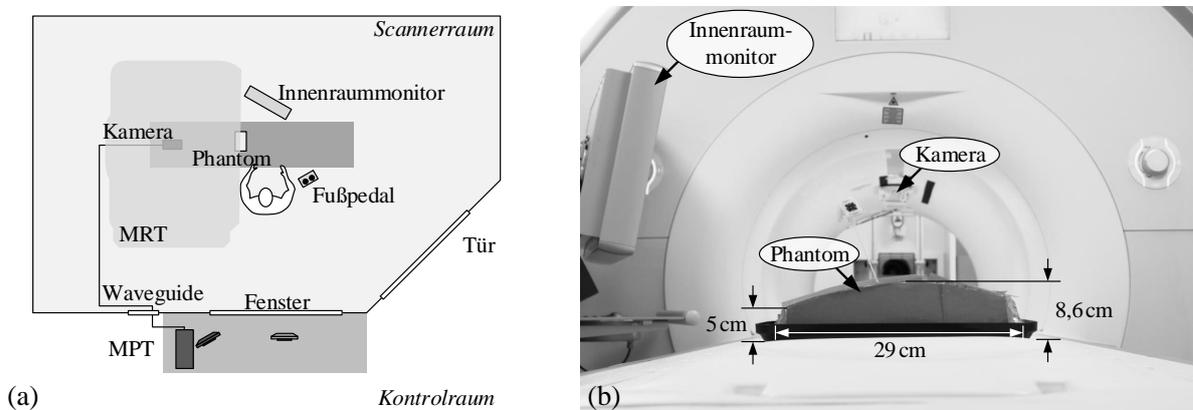 Scannerraum
Innenraummonitor
Kamera
Phantom
Fußpedal
MRT
Tür
Waveguide
Fenster
MPT
(a)
Kontrolraum
Innenraum-
monitor
Kamera
Phantom
5 cm
8,6 cm
29 cm
(b)